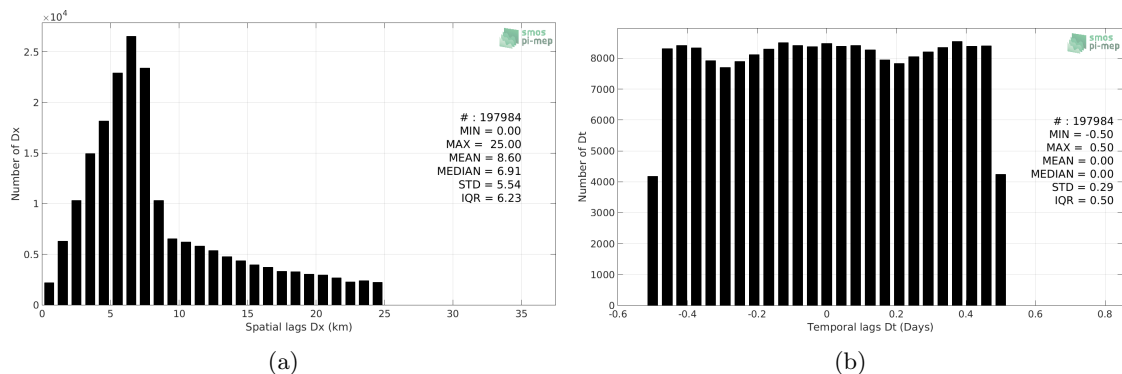 ×10⁴
2.5
2
1.5
1
0.5
0
Number of Dx
smos
pi-mep
# : 197984
MIN = 0.00
MAX = 25.00
MEAN = 8.60
MEDIAN = 6.91
STD = 5.54
IQR = 6.23
0 5 10 15 20 25 30 35
Spatial lags Dx (km)
(a)
8000
7000
6000
5000
4000
3000
2000
1000
0
Number of Dt
smos
pi-mep
# : 197984
MIN = -0.50
MAX = 0.50
MEAN = 0.00
MEDIAN = 0.00
STD = 0.29
IQR = 0.50
-0.6 -0.4 -0.2 0 0.2 0.4 0.6 0.8
Temporal lags Dt (Days)
(b)